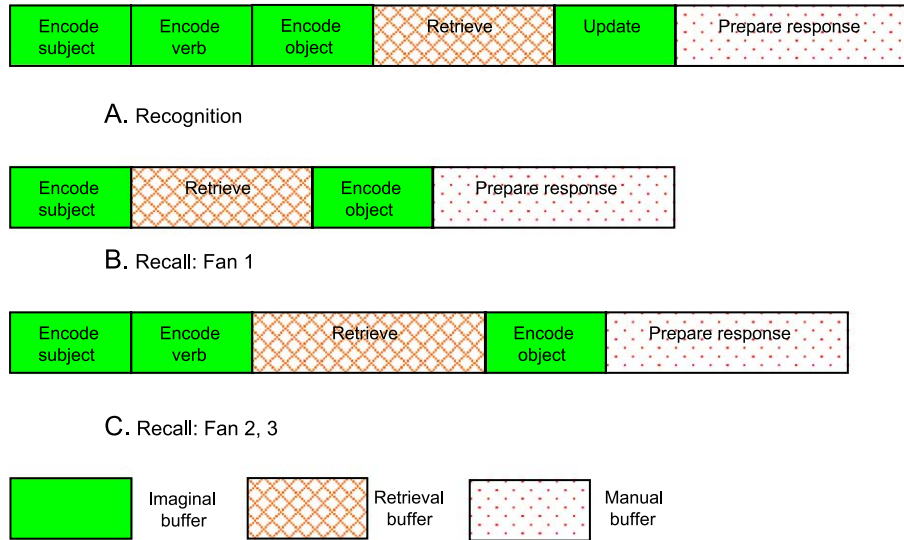 Encode subject
Encode verb
Encode object
Retrieve
Update
Prepare response
A. Recognition
Encode subject
Retrieve
Encode object
Prepare response
B. Recall: Fan 1
Encode subject
Encode verb
Retrieve
Encode object
Prepare response
C. Recall: Fan 2, 3
Imaginal buffer
Retrieval buffer
Manual buffer